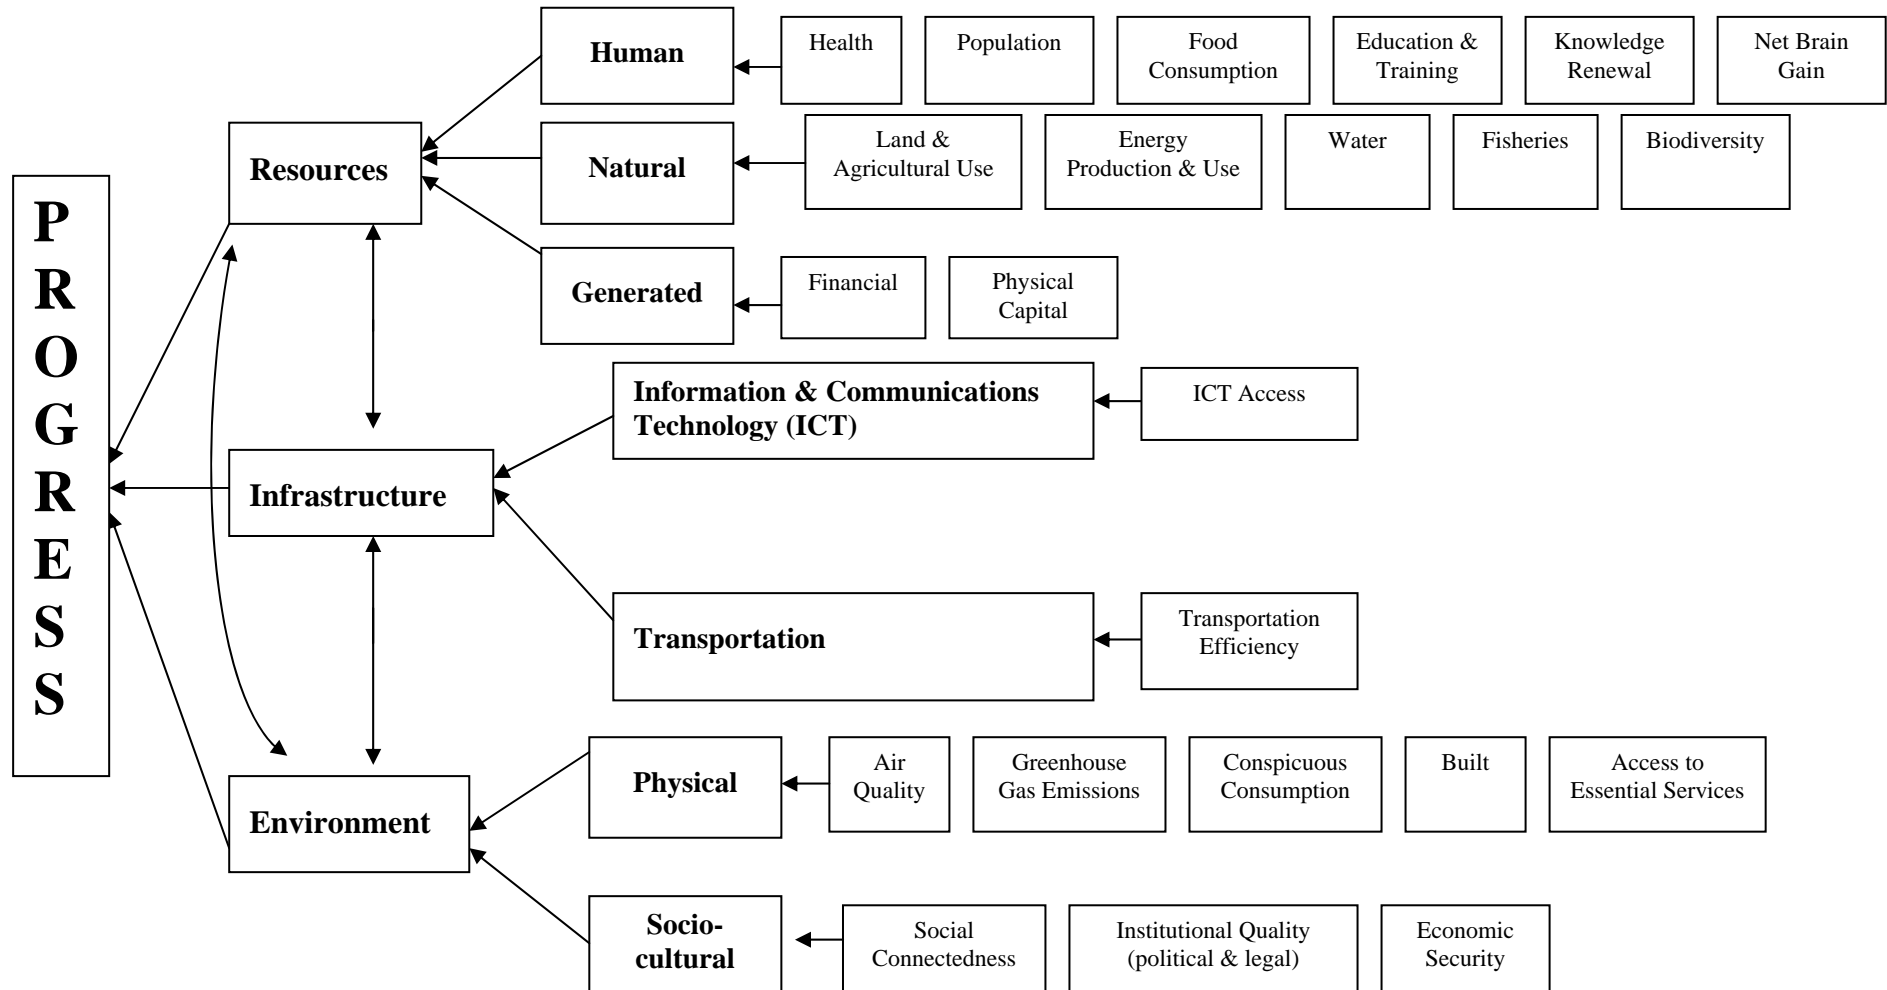 PROGRESS
Resources
Human
Health
Population
Food
Consumption
Education &
Training
Knowledge
Renewal
Net Brain
Gain
Natural
Land &
Agricultural Use
Energy
Production & Use
Water
Fisheries
Biodiversity
Generated
Financial
Physical
Capital
Infrastructure
Information & Communications
Technology (ICT)
ICT Access
Transportation
Transportation
Efficiency
Environment
Physical
Air
Quality
Greenhouse
Gas Emissions
Conspicuous
Consumption
Built
Access to
Essential Services
Socio-
cultural
Social
Connectedness
Institutional Quality
(political & legal)
Economic
Security